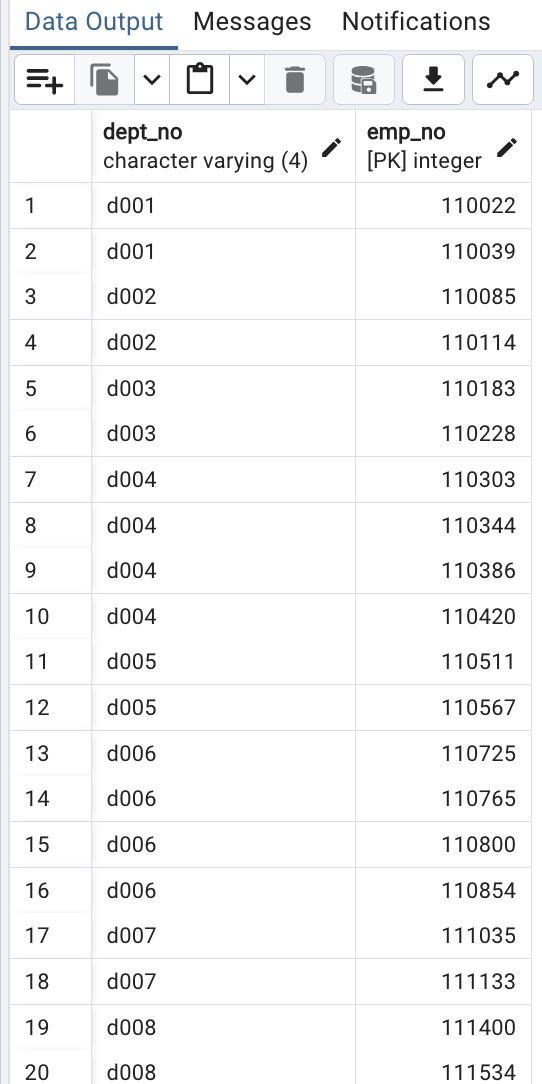 Data Output Messages Notifications
dept_no emp_no
character varying (4) [PK] integer
1 d001 110022
2 d001 110039
3 d002 110085
4 d002 110114
5 d003 110183
6 d003 110228
7 d004 110303
8 d004 110344
9 d004 110386
10 d004 110420
11 d005 110511
12 d005 110567
13 d006 110725
14 d006 110765
15 d006 110800
16 d006 110854
17 d007 111035
18 d007 111133
19 d008 111400
20 d008 111534